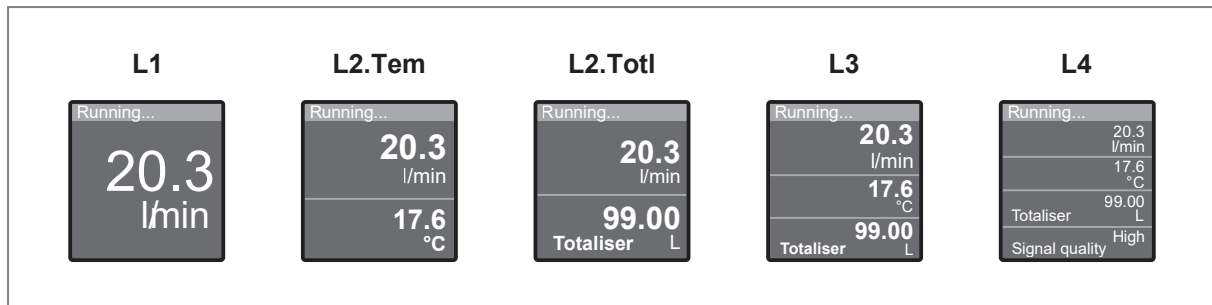 L1
Running...
20.3
l/min
L2.Tem
Running...
20.3
l/min
17.6
°C
L2.Totl
Running...
20.3
l/min
99.00
Totaliser L
L3
Running...
20.3
l/min
17.6
°C
99.00
Totaliser L
L4
Running...
20.3
l/min
17.6
°C
99.00
Totaliser L
High
Signal quality